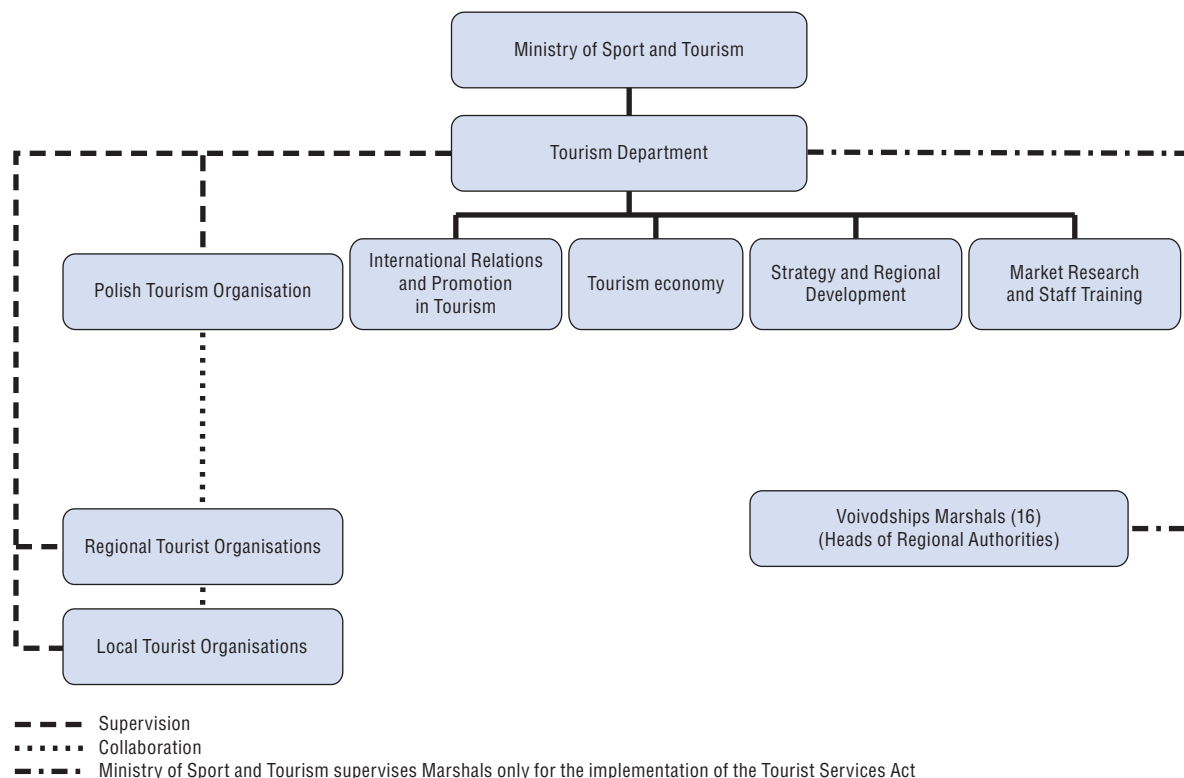 Ministry of Sport and Tourism
Tourism Department
Polish Tourism Organisation
International Relations
and Promotion
in Tourism
Tourism economy
Strategy and Regional
Development
Market Research
and Staff Training
Regional Tourist Organisations
Voivodships Marshals (16)
(Heads of Regional Authorities)
Local Tourist Organisations
Supervision
Collaboration
Ministry of Sport and Tourism supervises Marshals only for the implementation of the Tourist Services Act